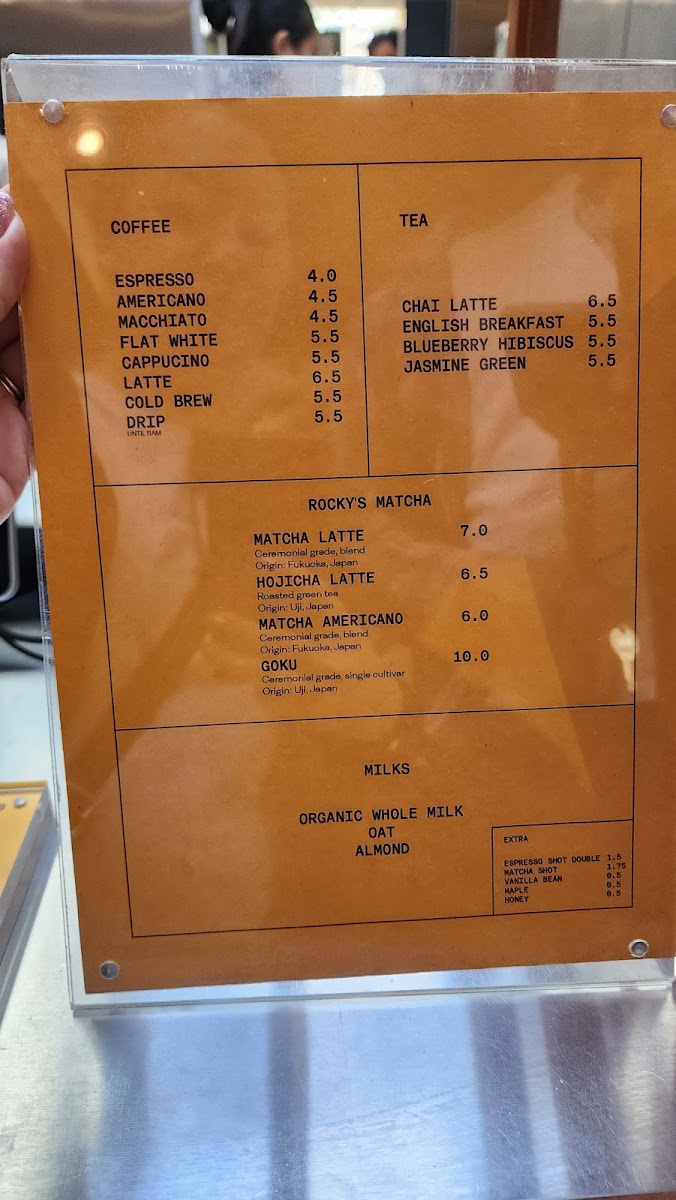 COFFEE
ESPRESSO 4.0
AMERICANO 4.5
MACCHIATO 4.5
FLAT WHITE 5.5
CAPPUCINO 5.5
LATTE 6.5
COLD BREW 5.5
DRIP 5.5
UNTIL 11AM
TEA
CHAI LATTE 6.5
ENGLISH BREAKFAST 5.5
BLUEBERRY HIBISCUS 5.5
JASMINE GREEN 5.5
ROCKY'S MATCHA
MATCHA LATTE 7.0
Ceremonial grade, blend
Origin: Fukuoka, Japan
HOJICHA LATTE 6.5
Roasted green tea
Origin: Uji, Japan
MATCHA AMERICANO 6.0
Ceremonial grade, blend
Origin: Fukuoka, Japan
GOKU 10.0
Ceremonial grade, single cultivar
Origin: Uji, Japan
MILKS
ORGANIC WHOLE MILK
OAT
ALMOND
EXTRA
ESPRESSO SHOT DOUBLE 1.5
MATCHA SHOT 1.75
VANILLA BEAN 0.5
MAPLE 0.5
HONEY 0.5